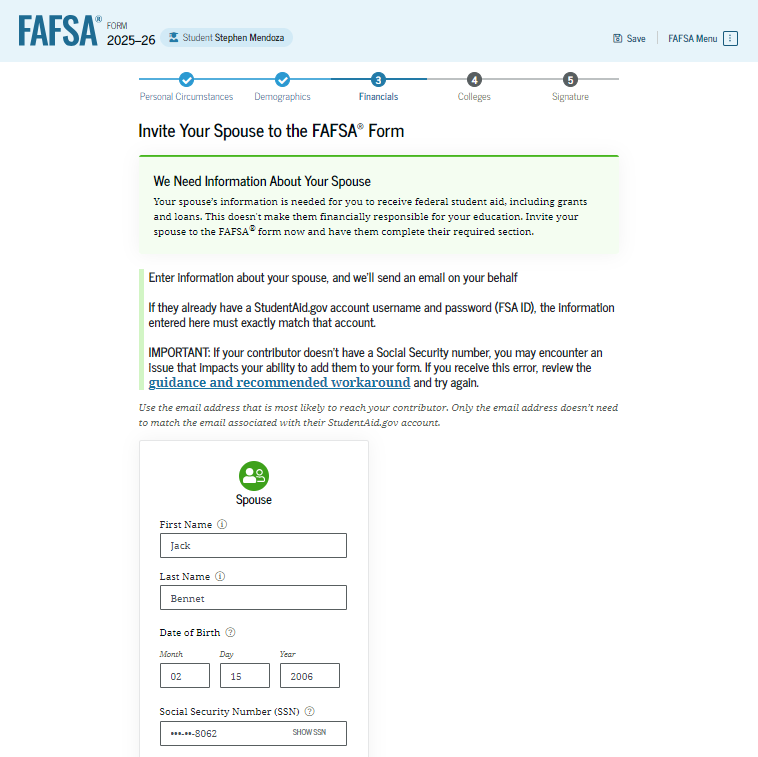 FAFSA® FORM
2025–26
Student Stephen Mendoza
Save
FAFSA Menu
3
4
5
Personal Circumstances
Demographics
Financials
Colleges
Signature
Invite Your Spouse to the FAFSA® Form
We Need Information About Your Spouse
Your spouse's information is needed for you to receive federal student aid, including grants
and loans. This doesn't make them financially responsible for your education. Invite your
spouse to the FAFSA® form now and have them complete their required section.
Enter information about your spouse, and we'll send an email on your behalf
If they already have a StudentAid.gov account username and password (FSA ID), the information
entered here must exactly match that account.
IMPORTANT: If your contributor doesn't have a Social Security number, you may encounter an
issue that impacts your ability to add them to your form. If you receive this error, review the
guidance and recommended workaround and try again.
Use the email address that is most likely to reach your contributor. Only the email address doesn't need
to match the email associated with their StudentAid.gov account.
Spouse
First Name
Jack
Last Name
Bennet
Date of Birth
Month
Day
Year
02
15
2006
Social Security Number (SSN)
•••-••-8062
SHOW SSN